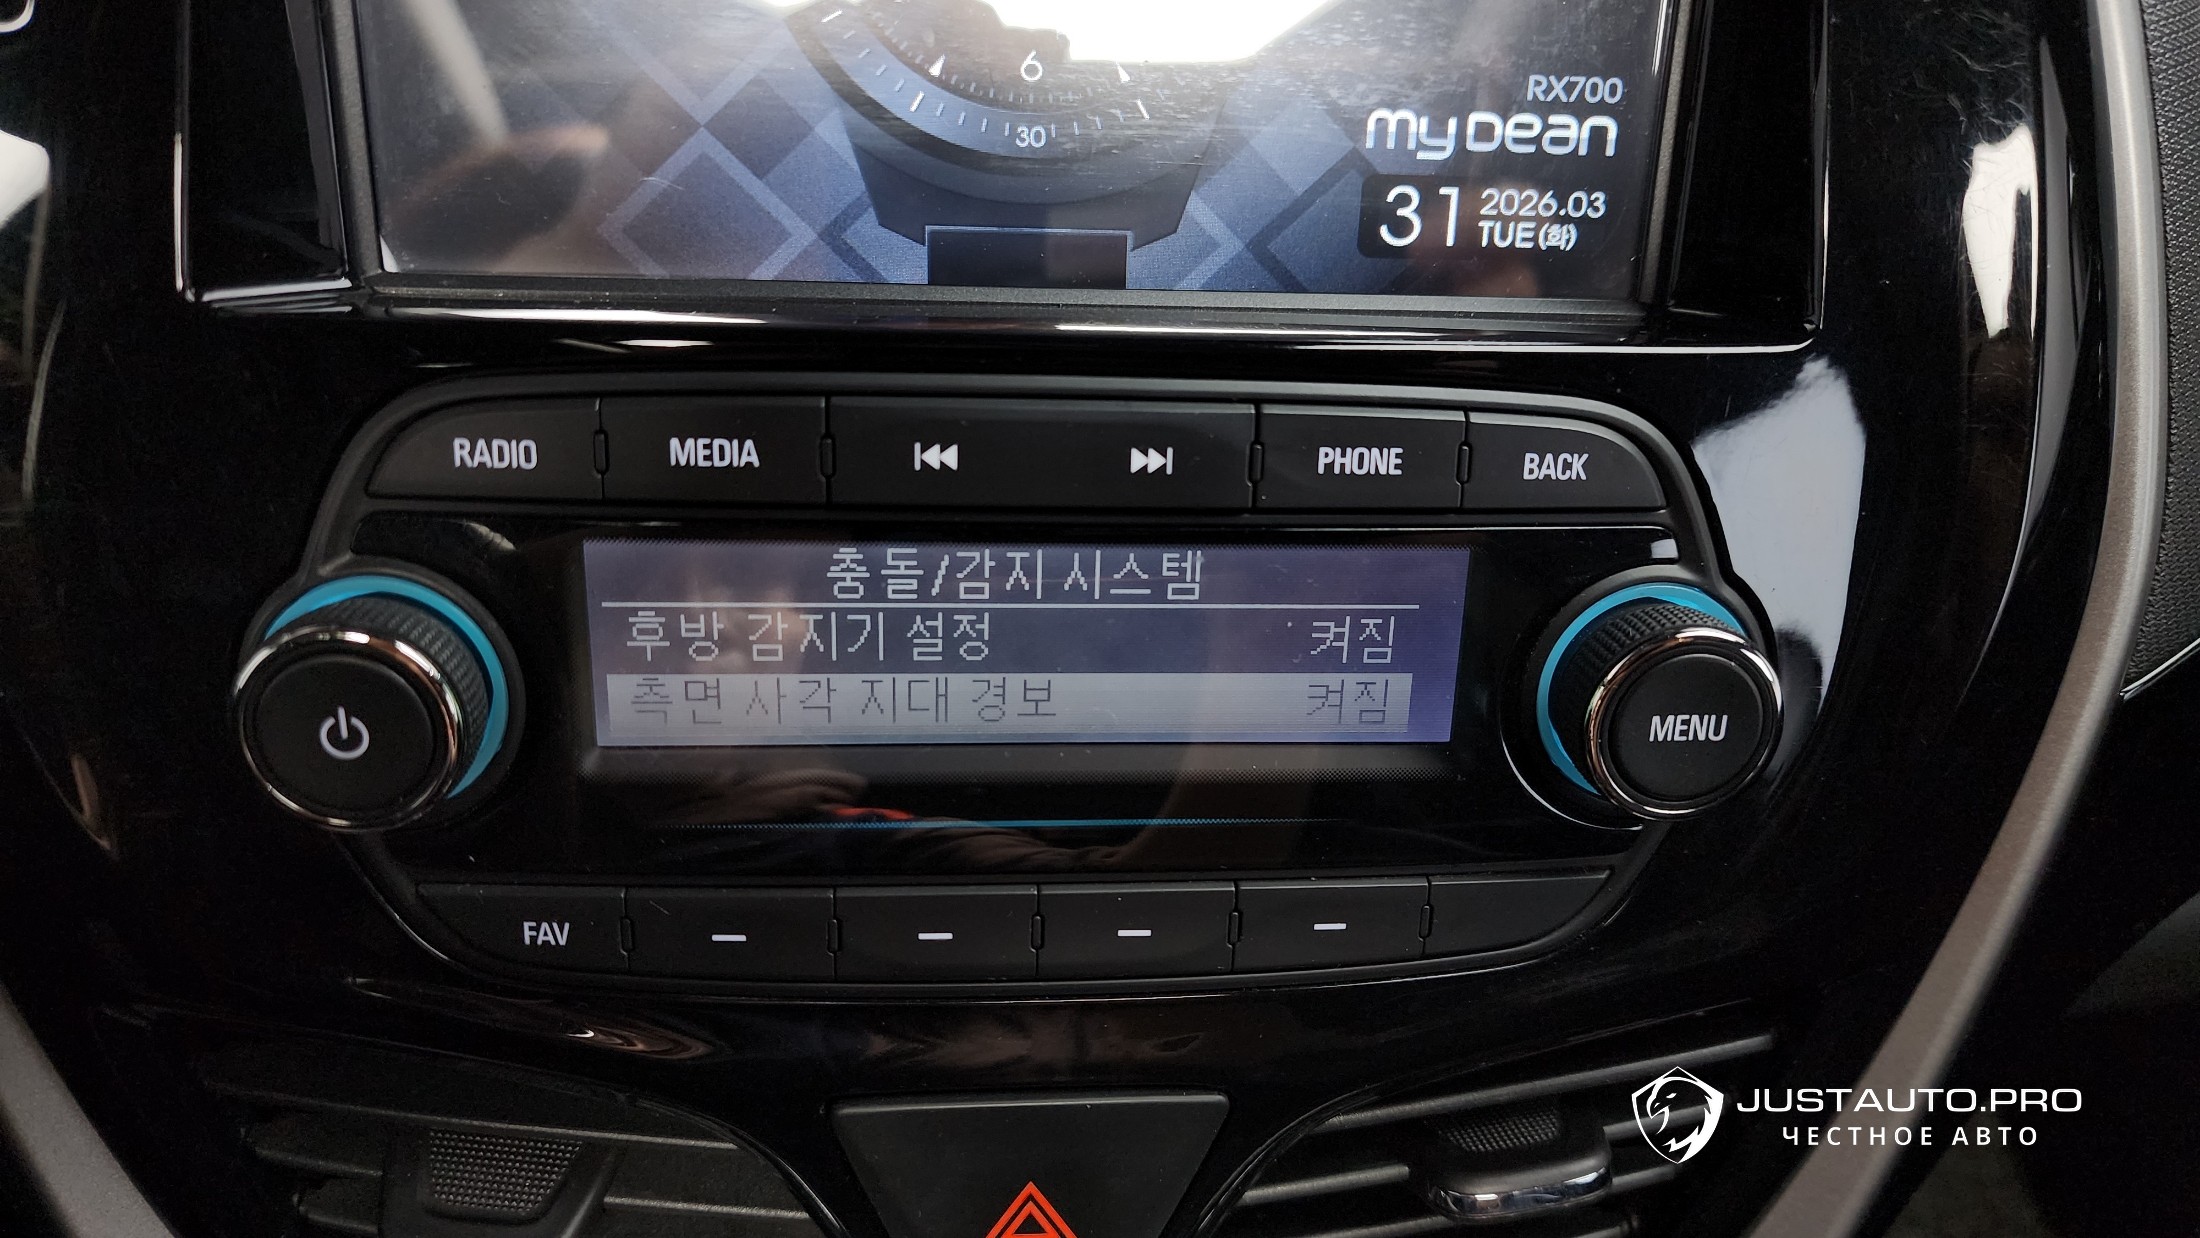 6
30
RX700
myDean
31 2026.03
TUE(화)
RADIO MEDIA PHONE BACK
충돌/감지 시스템
후방 감지기 설정 켜짐
측면 사각 지대 경보 켜짐
MENU
FAV
JUSTAUTO.PRO
ЧЕСТНОЕ АВТО